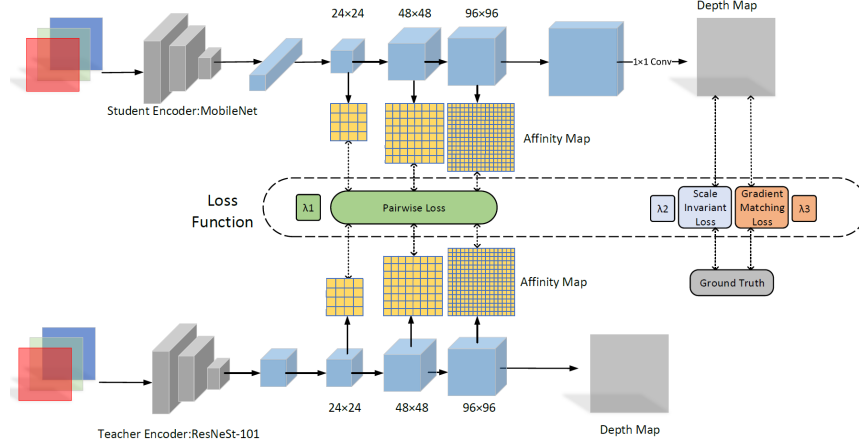 Depth Map
24×24
48×48
96×96
1×1 Conv
Student Encoder:MobileNet
Affinity Map
Loss
Function
λ1
Pairwise Loss
λ2
Scale
Invariant
Loss
Gradient
Matching
Loss
λ3
Affinity Map
Ground Truth
24×24
48×48
96×96
Teacher Encoder:ResNeSt-101
Depth Map